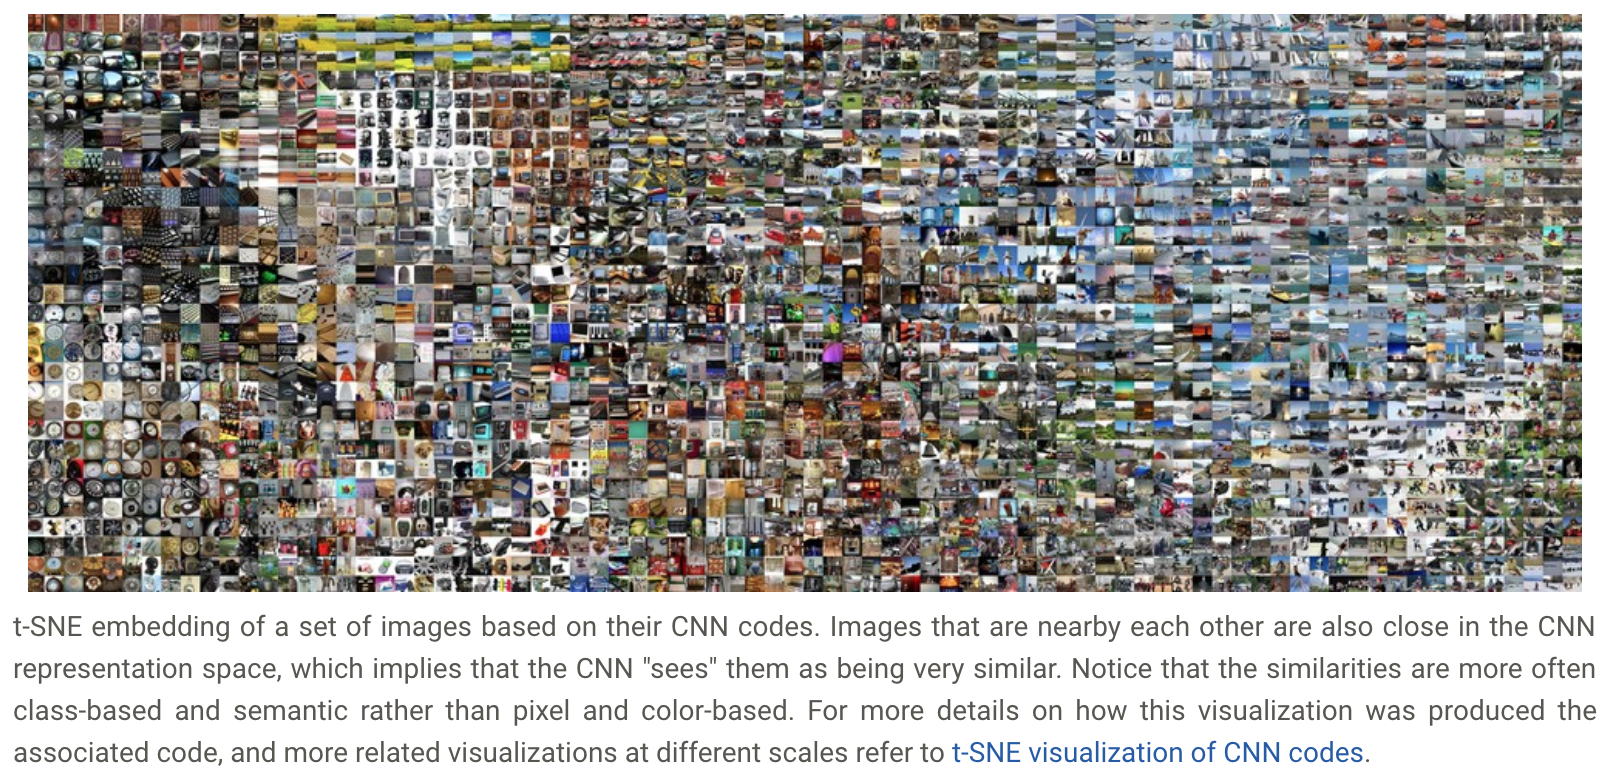 t-SNE embedding of a set of images based on their CNN codes. Images that are nearby each other are also close in the CNN
representation space, which implies that the CNN "sees" them as being very similar. Notice that the similarities are more often
class-based and semantic rather than pixel and color-based. For more details on how this visualization was produced the
associated code, and more related visualizations at different scales refer to t-SNE visualization of CNN codes.